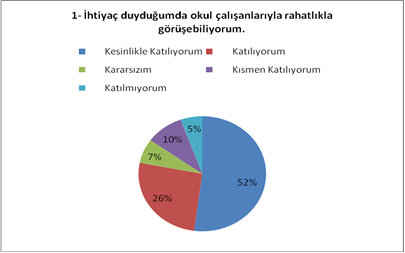 1- İhtiyaç duyduğumda okul çalışanlarıyla rahatlıkla
görüşebiliyorum.
Kesinlikle Katılıyorum
Katılıyorum
Kararsızım
Kısmen Katılıyorum
Katılmıyorum
5%
10%
7%
26%
52%